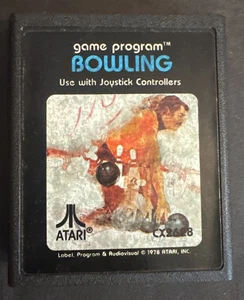 game program™
BOWLING
Use with Joystick Controllers
ATARI®
CX2628
Label, Program & Audiovisual © 1978 ATARI, INC.